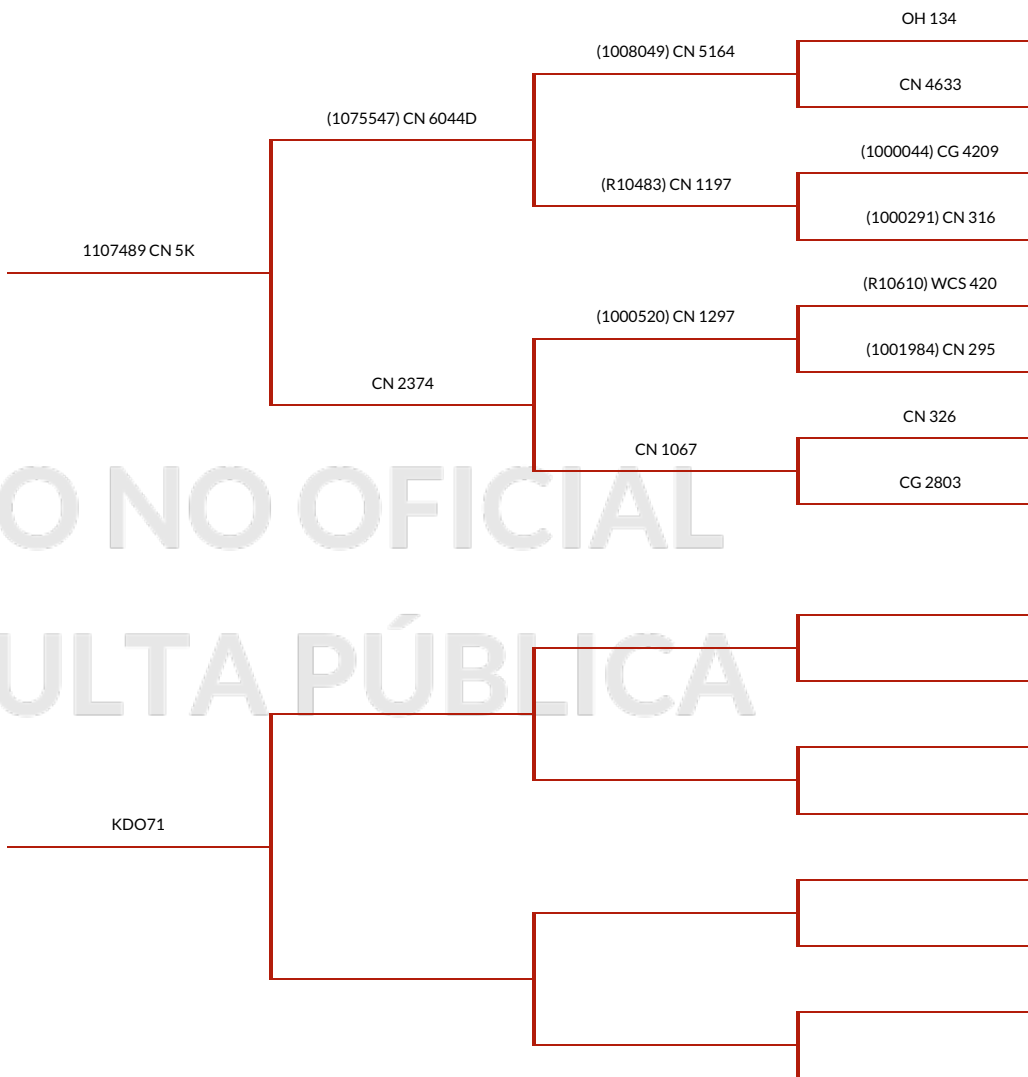 OH 134
(1008049) CN 5164
CN 4633
(1075547) CN 6044D
(1000044) CG 4209
(R10483) CN 1197
(1000291) CN 316
1107489 CN 5K
(R10610) WCS 420
(1000520) CN 1297
(1001984) CN 295
CN 2374
CN 326
CN 1067
CG 2803
O NO OFICIAL
ULTA PÚBLICA
KDO71